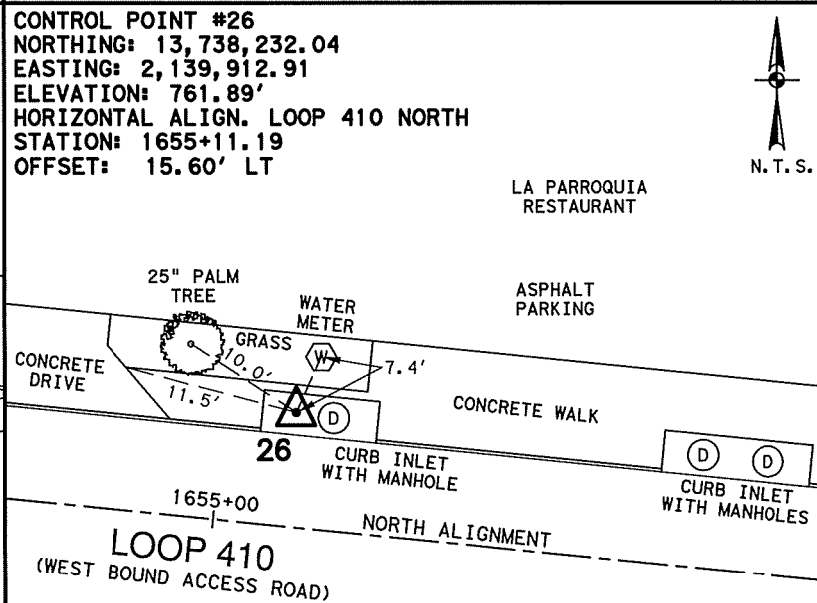 CONTROL POINT #26
NORTHING: 13,738,232.04
EASTING: 2,139,912.91
ELEVATION: 761.89'
HORIZONTAL ALIGN. LOOP 410 NORTH
STATION: 1655+11.19
OFFSET: 15.60' LT
N.T.S.
LA PARROQUIA
RESTAURANT
25" PALM
TREE
WATER
METER
ASPHALT
PARKING
GRASS
W
10.0'
7.4'
CONCRETE
DRIVE
11.5'
CONCRETE WALK
D
26
CURB INLET
WITH MANHOLE
D
D
CURB INLET
WITH MANHOLES
1655+00
NORTH ALIGNMENT
LOOP 410
(WEST BOUND ACCESS ROAD)